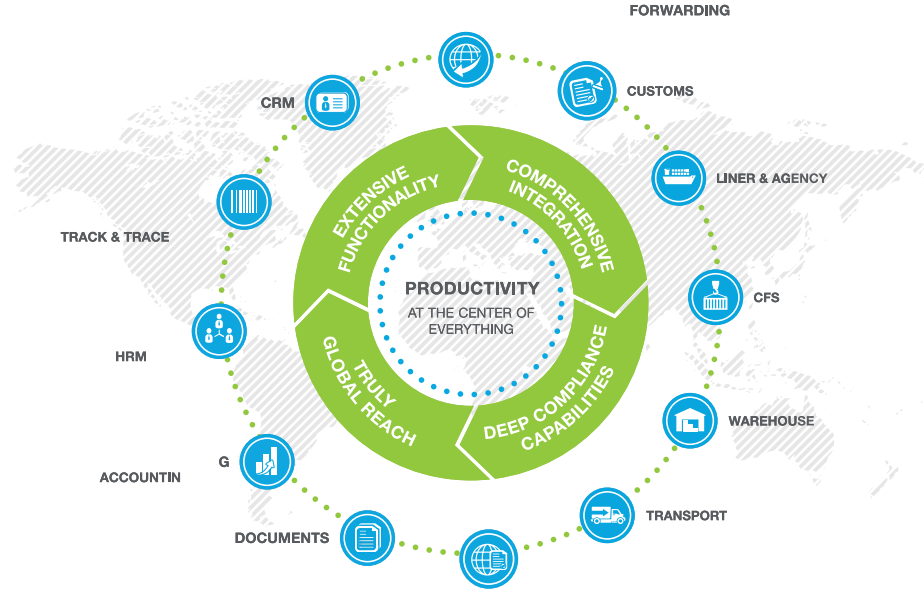 FORWARDING
CRM
CUSTOMS
EXTENSIVE
FUNCTIONALITY
COMPREHENSIVE
INTEGRATION
LINER & AGENCY
TRACK & TRACE
PRODUCTIVITY
AT THE CENTER OF
EVERYTHING
CFS
HRM
TRULY
GLOBAL REACH
DEEP COMPLIANCE
CAPABILITIES
WAREHOUSE
G
ACCOUNTIN
TRANSPORT
DOCUMENTS